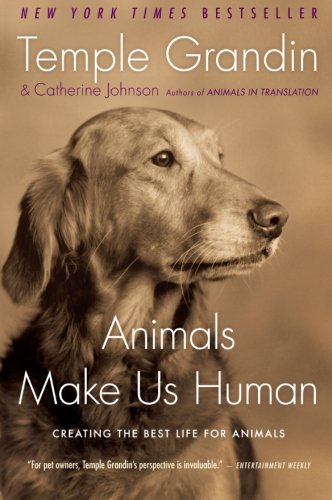 NEW YORK TIMES BESTSELLER
Temple Grandin
& Catherine Johnson Authors of ANIMALS IN TRANSLATION
Animals
Make Us Human
CREATING THE BEST LIFE FOR ANIMALS
"For pet owners, Temple Grandin's perspective is invaluable." — ENTERTAINMENT WEEKLY